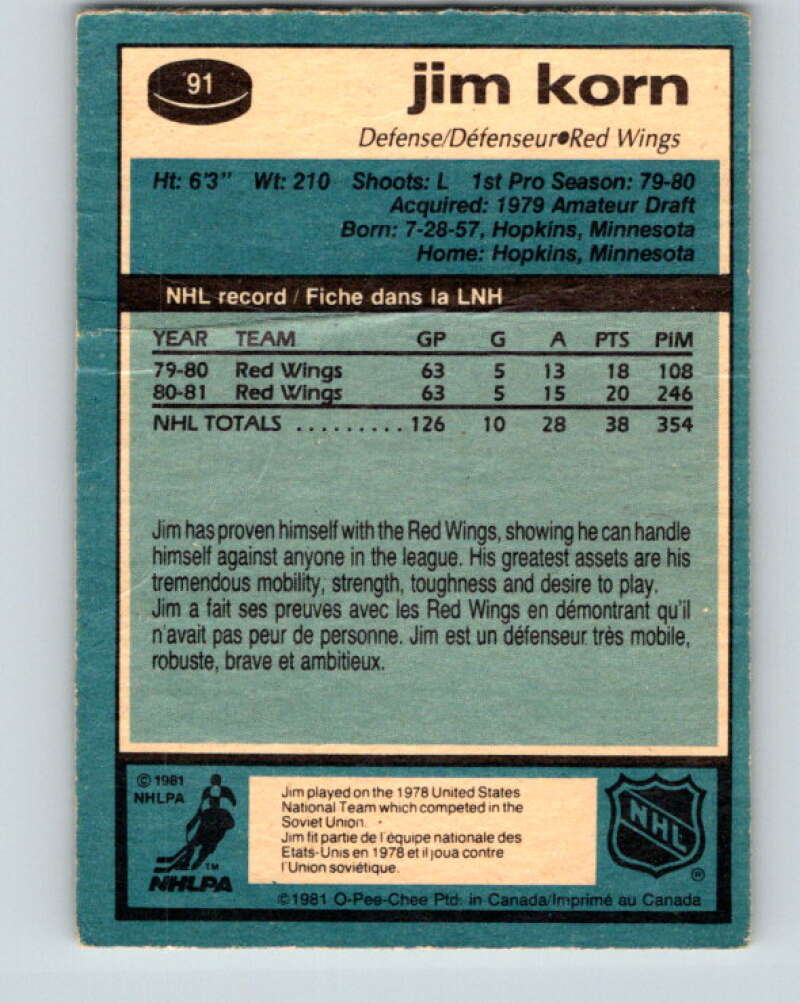 91
jim korn
Defense/Défenseur●Red Wings
Ht: 6'3" Wt: 210 Shoots: L 1st Pro Season: 79-80
Acquired: 1979 Amateur Draft
Born: 7-28-57, Hopkins, Minnesota
Home: Hopkins, Minnesota
NHL record / Fiche dans la LNH
YEAR TEAM GP G A PTS PiM
79-80 Red Wings 63 5 13 18 108
80-81 Red Wings 63 5 15 20 246
NHL TOTALS ......... 126 10 28 38 354
Jim has proven himself with the Red Wings, showing he can handle
himself against anyone in the league. His greatest assets are his
tremendous mobility, strength, toughness and desire to play.
Jim a fait ses preuves avec les Red Wings en démontrant qu'il
n'avait pas peur de personne. Jim est un défenseur très mobile,
robuste, brave et ambitieux.
© 1981
NHLPA
TM
NHLPA
Jim played on the 1978 United States
National Team which competed in the
Soviet Union.
Jim fit partie de l'équipe nationale des
Etats-Unis en 1978 et il joua contre
l'Union soviétique.
NHL
®
©1981 O-Pee-Chee Ptd. in Canada/Imprimé au Canada